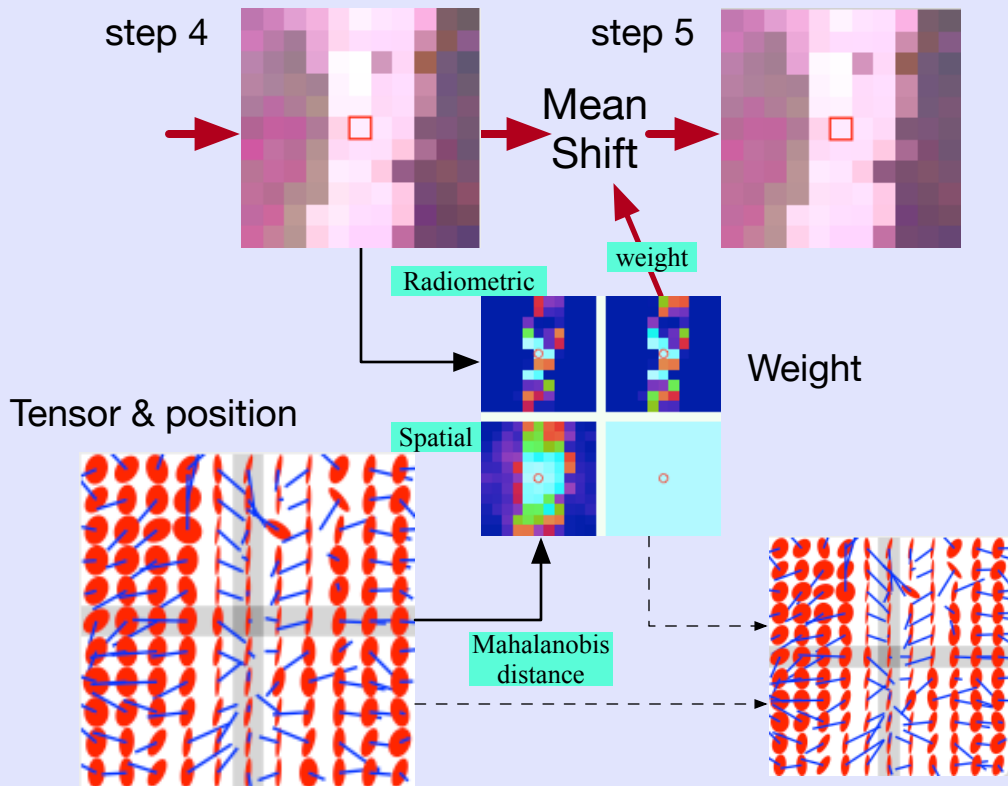 step 4
step 5
Mean
Shift
weight
Radiometric
Weight
Tensor & position
Spatial
Mahalanobis
distance